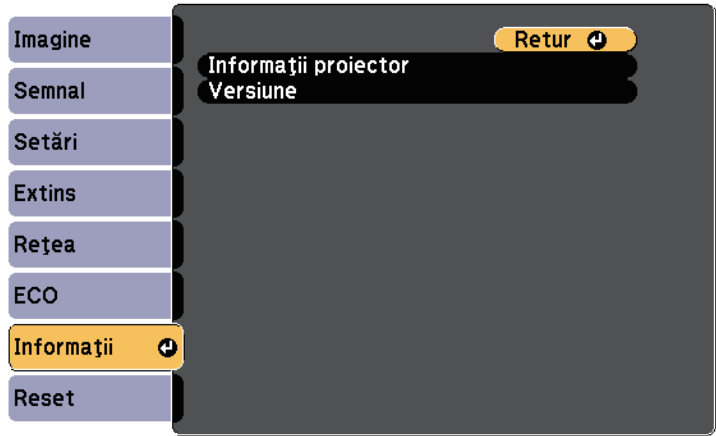 Imagine
Semnal
Setări
Extins
Reţea
ECO
Informaţii
Reset
Retur
Informaţii proiector
Versiune